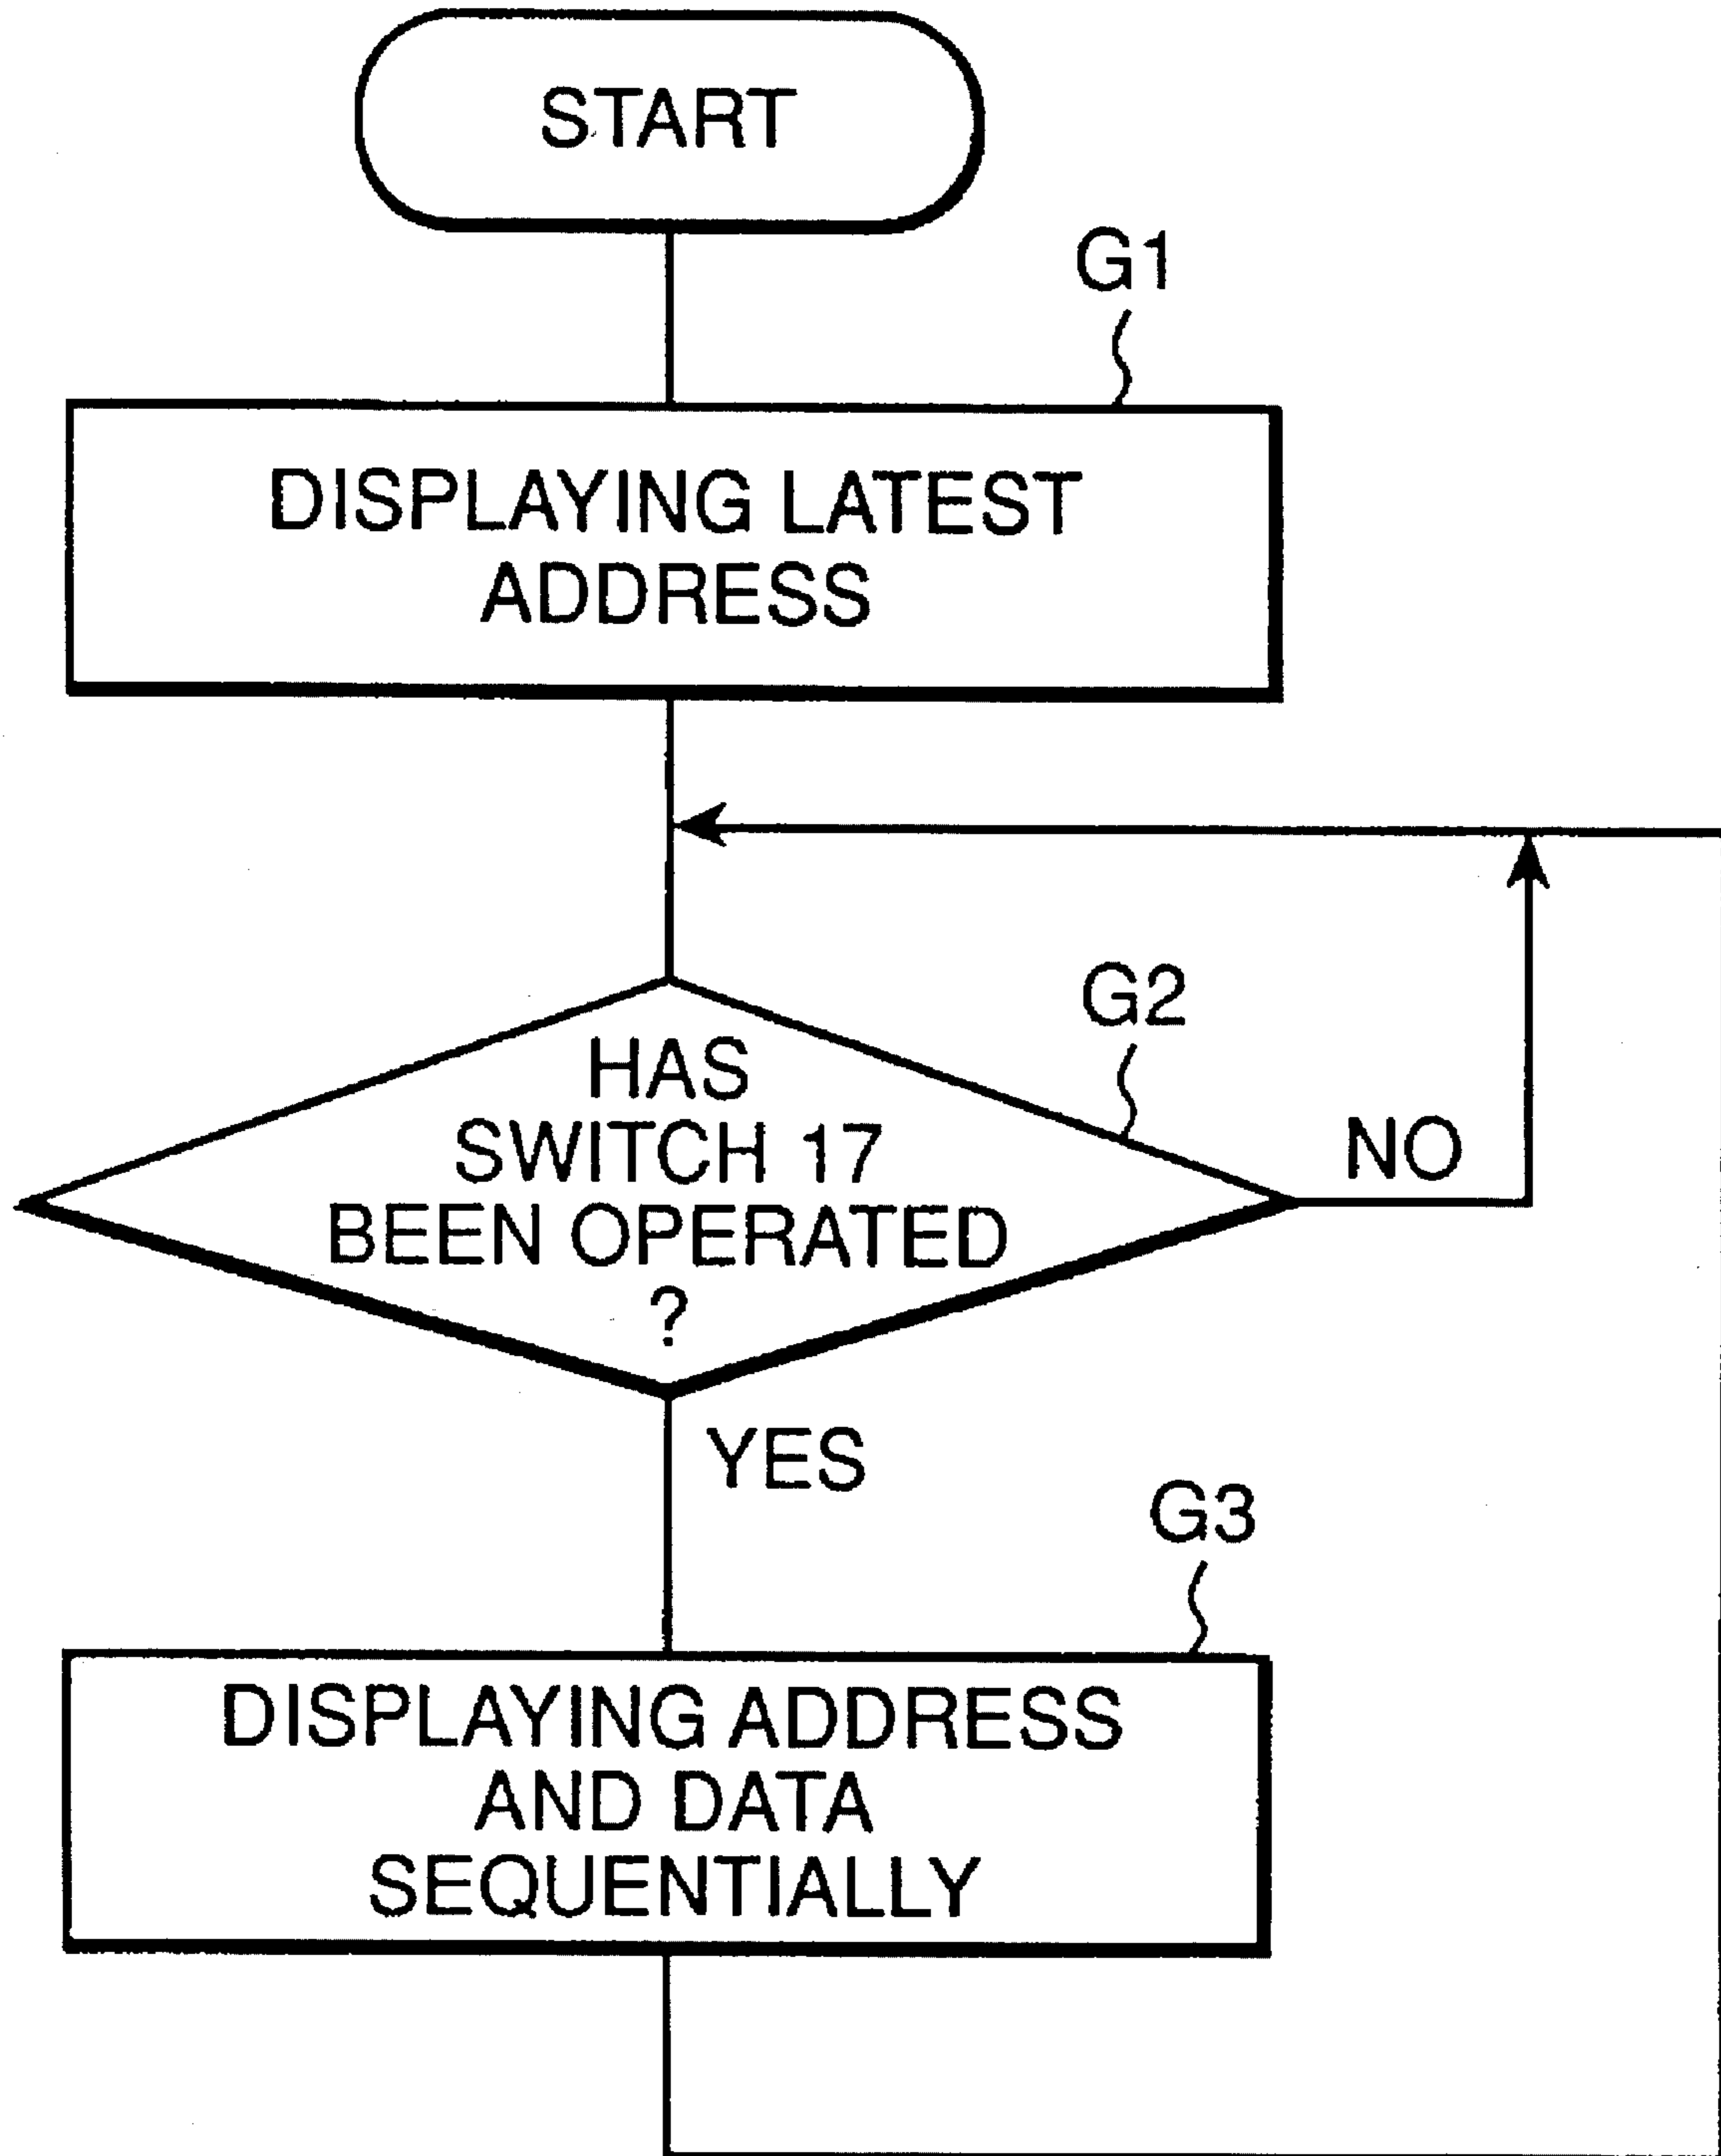 START
G1
DISPLAYING LATEST
ADDRESS
G2
HAS
SWITCH 17
BEEN OPERATED
?
NO
YES
G3
DISPLAYING ADDRESS
AND DATA
SEQUENTIALLY